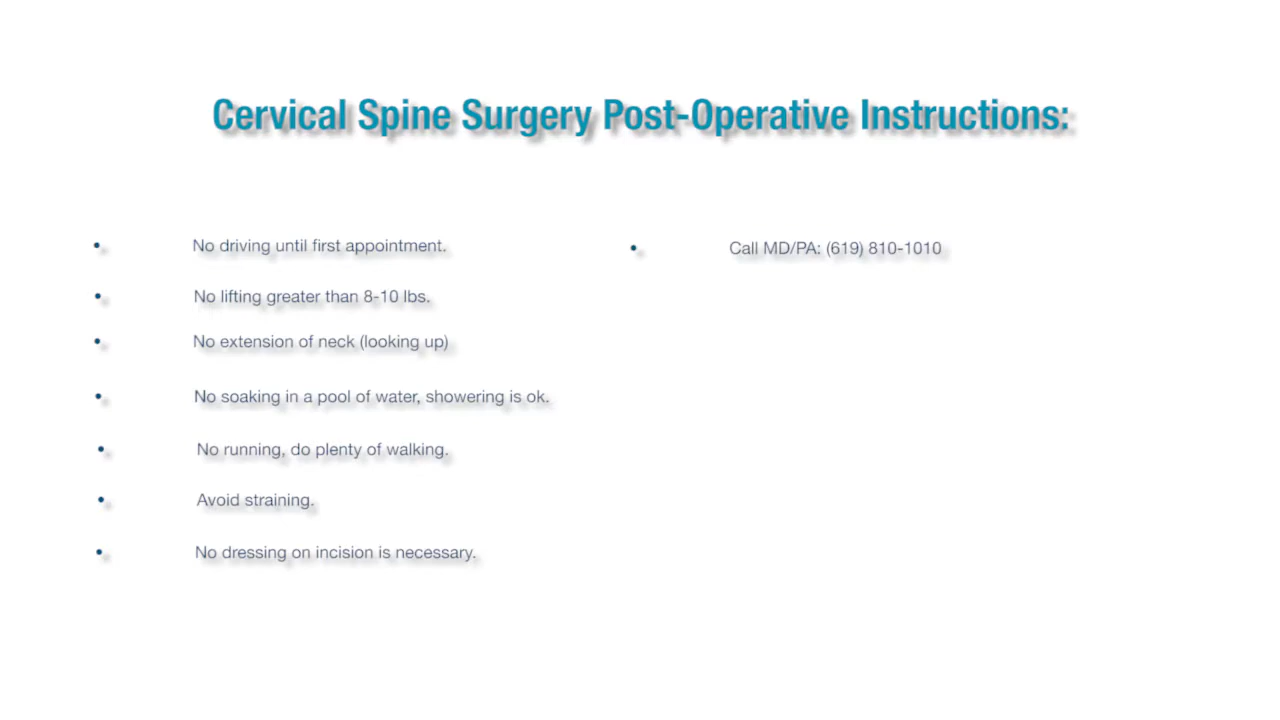 Cervical Spine Surgery Post-Operative Instructions:
• No driving until first appointment.
• No lifting greater than 8-10 lbs.
• No extension of neck (looking up)
• No soaking in a pool of water, showering is ok.
• No running, do plenty of walking.
• Avoid straining.
• No dressing on incision is necessary.
• Call MD/PA: (619) 810-1010